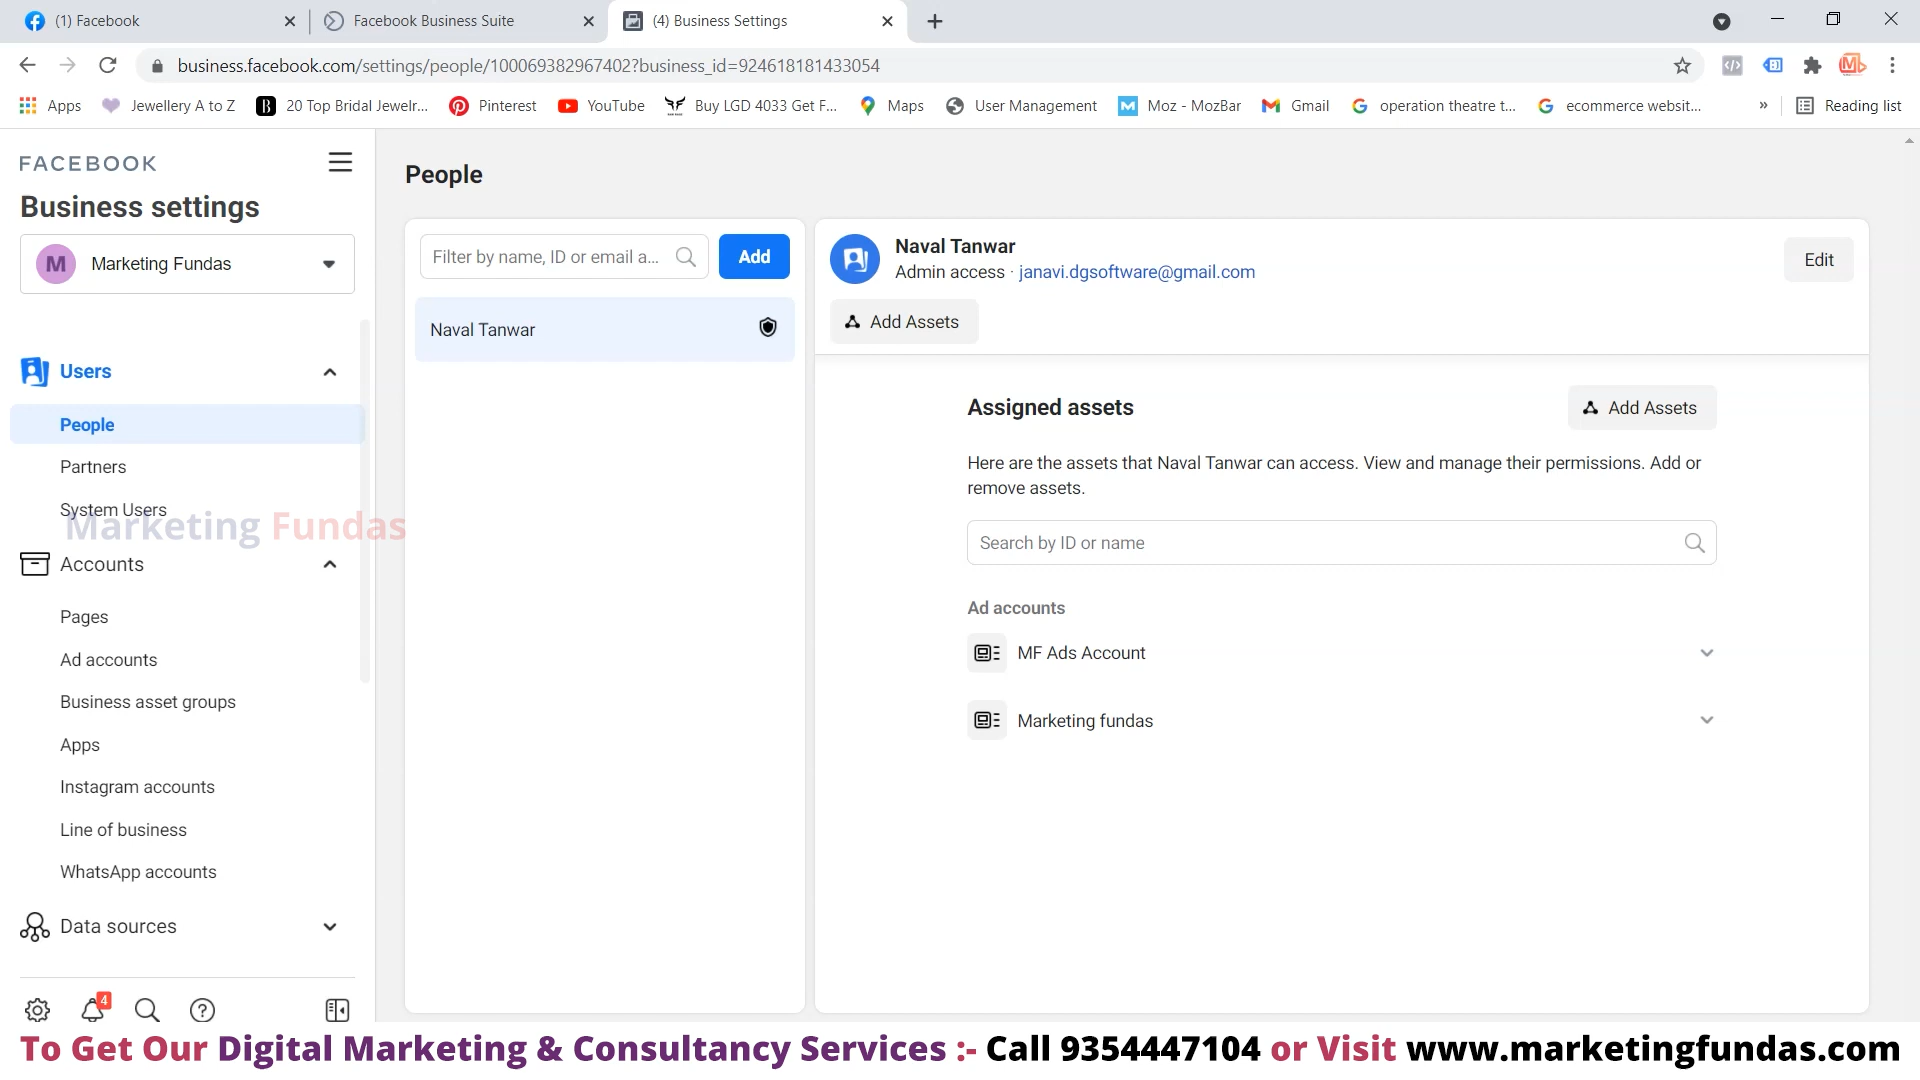 (1) Facebook
Facebook Business Suite
(4) Business Settings
business.facebook.com/settings/people/100069382967402?business_id=924618181433054
Apps
Jewellery A to Z
20 Top Bridal Jewelr...
Pinterest
YouTube
Buy LGD 4033 Get F...
Maps
User Management
Moz - MozBar
Gmail
operation theatre t...
ecommerce websit...
»
Reading list
FACEBOOK
Business settings
M
Marketing Fundas
Users
People
Partners
System Users
Marketing Fundas
Accounts
Pages
Ad accounts
Business asset groups
Apps
Instagram accounts
Line of business
WhatsApp accounts
Data sources
4
People
Filter by name, ID or email a...
Add
Naval Tanwar
Naval Tanwar
Admin access · janavi.dgsoftware@gmail.com
Edit
Add Assets
Assigned assets
Add Assets
Here are the assets that Naval Tanwar can access. View and manage their permissions. Add or
remove assets.
Search by ID or name
Ad accounts
MF Ads Account
Marketing fundas
To Get Our Digital Marketing & Consultancy Services :- Call 9354447104 or Visit www.marketingfundas.com